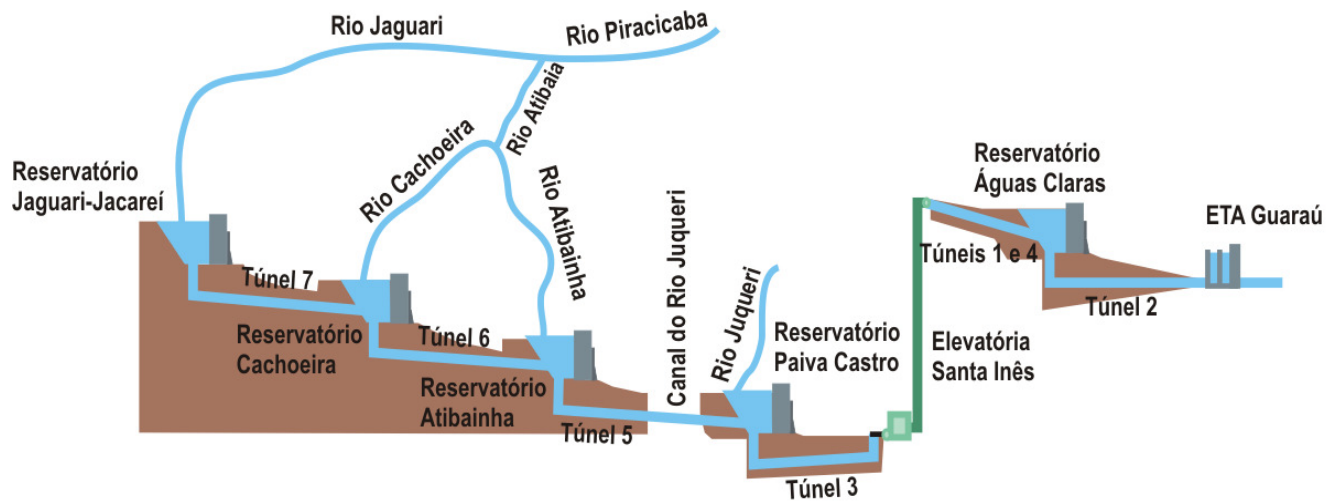 Rio Jaguari
Rio Piracicaba
Rio Atibaia
Rio Cachoeira
Rio Atibainha
Reservatório
Jaguari-Jacareí
Túnel 7
Reservatório
Cachoeira
Túnel 6
Reservatório
Atibainha
Túnel 5
Canal do Rio Juqueri
Rio Juqueri
Reservatório
Paiva Castro
Túnel 3
Elevatória
Santa Inês
Reservatório
Águas Claras
Túneis 1 e 4
Túnel 2
ETA Guaraú